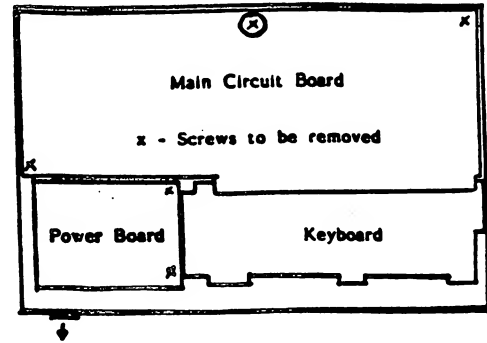 x
x
Main Circuit Board
x - Screws to be removed
x
x
Power Board
Keyboard
x